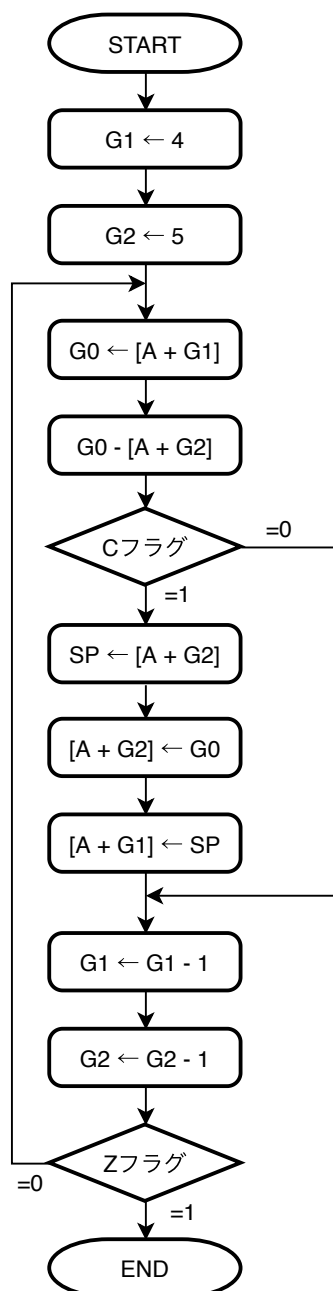 START
G1 ← 4
G2 ← 5
G0 ← [A + G1]
G0 - [A + G2]
Cフラグ
=0
=1
SP ← [A + G2]
[A + G2] ← G0
[A + G1] ← SP
G1 ← G1 - 1
G2 ← G2 - 1
Zフラグ
=0
=1
END